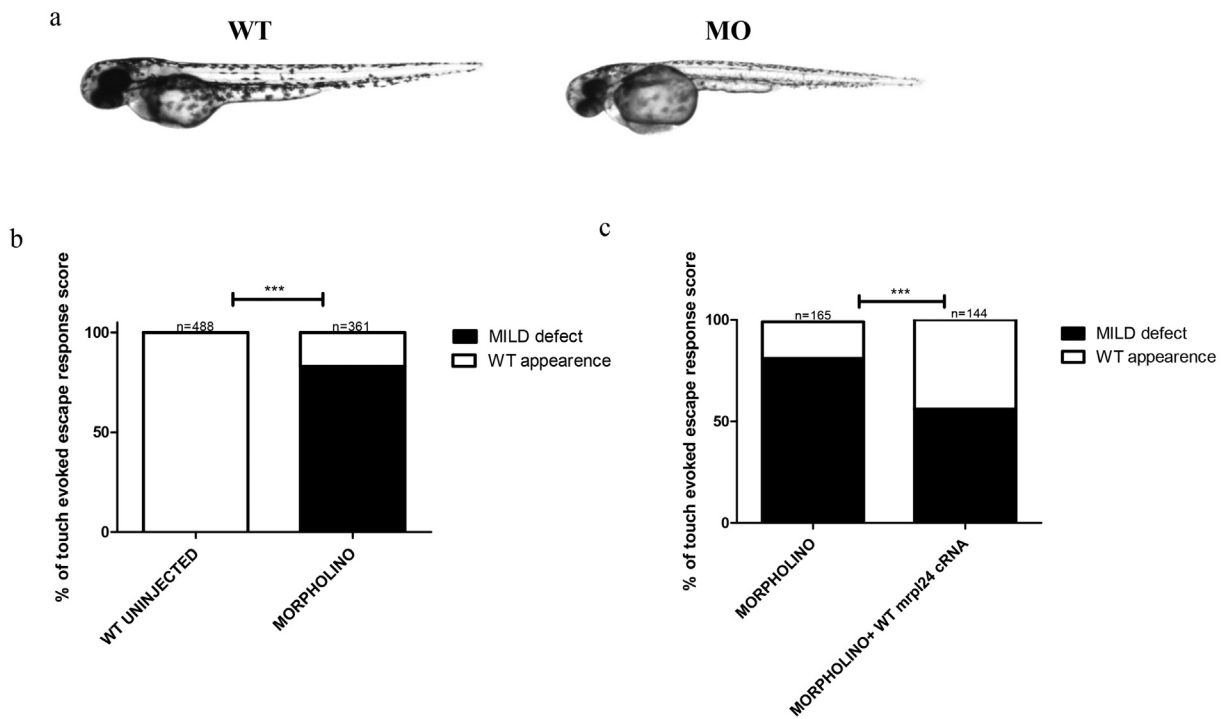 a
WT
MO
b
% of touch evoked escape response score
***
n=488
n=361
100
50
0
WT UNINJECTED
MORPHOLINO
MILD defect
WT appearence
c
% of touch evoked escape response score
***
n=165
n=144
100
50
0
MORPHOLINO
MORPHOLINO+ WT mrpl24 cRNA
MILD defect
WT appearence